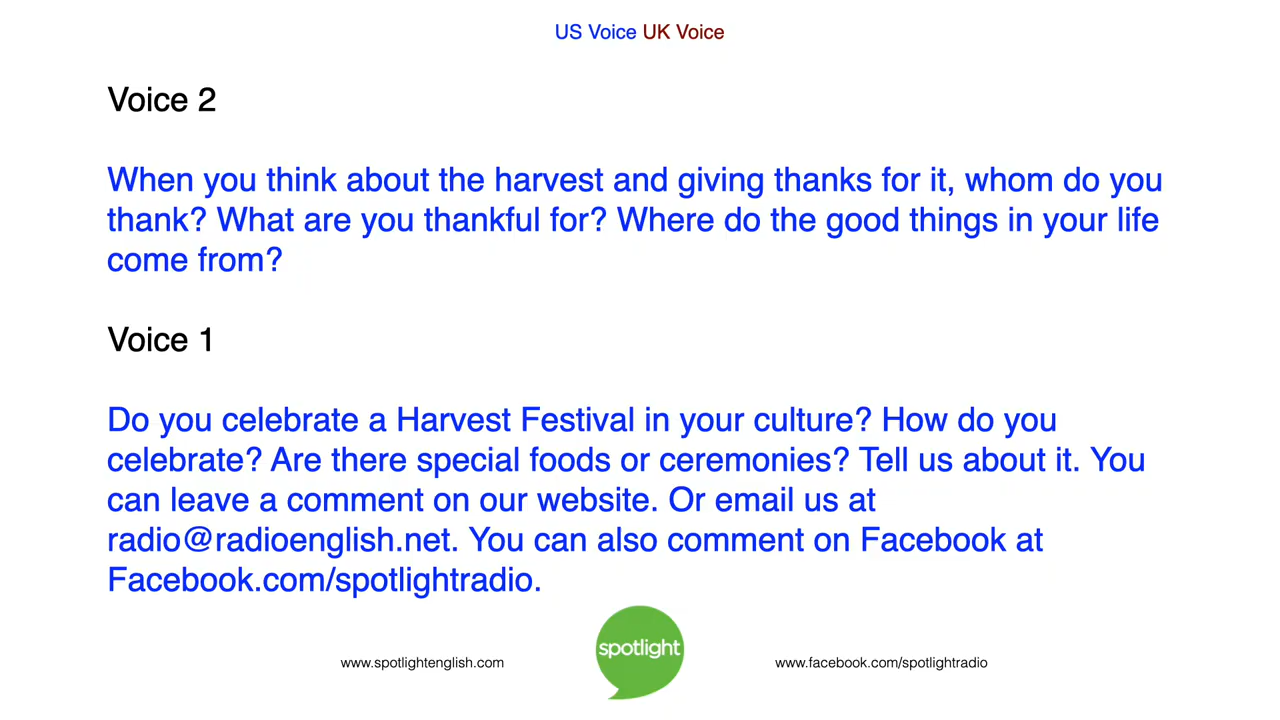 US Voice UK Voice
Voice 2
When you think about the harvest and giving thanks for it, whom do you
thank? What are you thankful for? Where do the good things in your life
come from?
Voice 1
Do you celebrate a Harvest Festival in your culture? How do you
celebrate? Are there special foods or ceremonies? Tell us about it. You
can leave a comment on our website. Or email us at
radio@radioenglish.net. You can also comment on Facebook at
Facebook.com/spotlightradio.
spotlight
www.spotlightenglish.com
www.facebook.com/spotlightradio